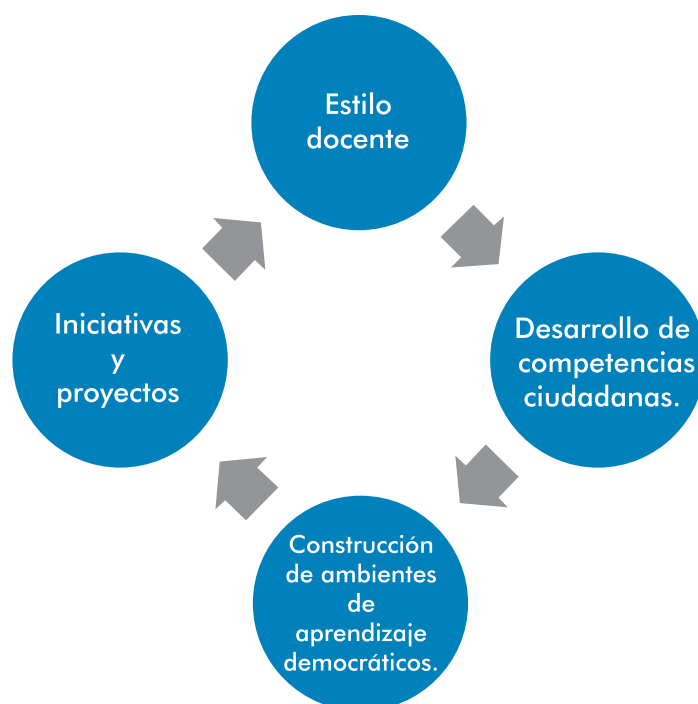 Estilo
docente
Desarrollo de
competencias
ciudadanas.
Construcción
de ambientes
de
aprendizaje
democráticos.
Iniciativas
y
proyectos